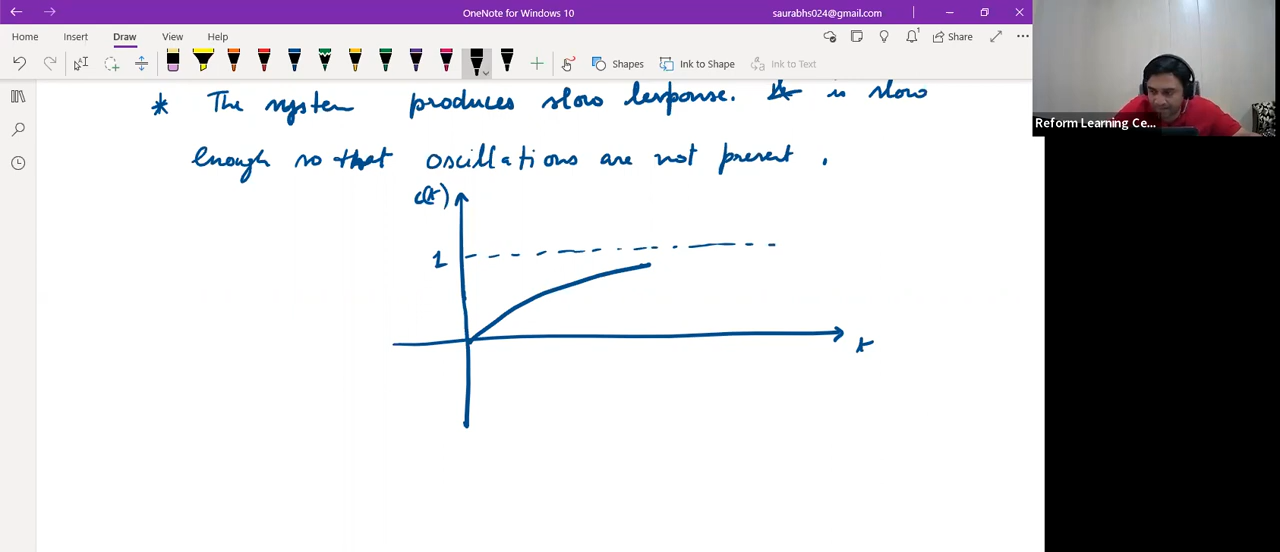 OneNote for Windows 10
saurabhs024@gmail.com
Home Insert Draw View Help
Share
Shapes Ink to Shape Ink to Text
Reform Learning Ce...
* The system produces slow response. is slow
enough so that oscillations are not present .
c(t)
1
t